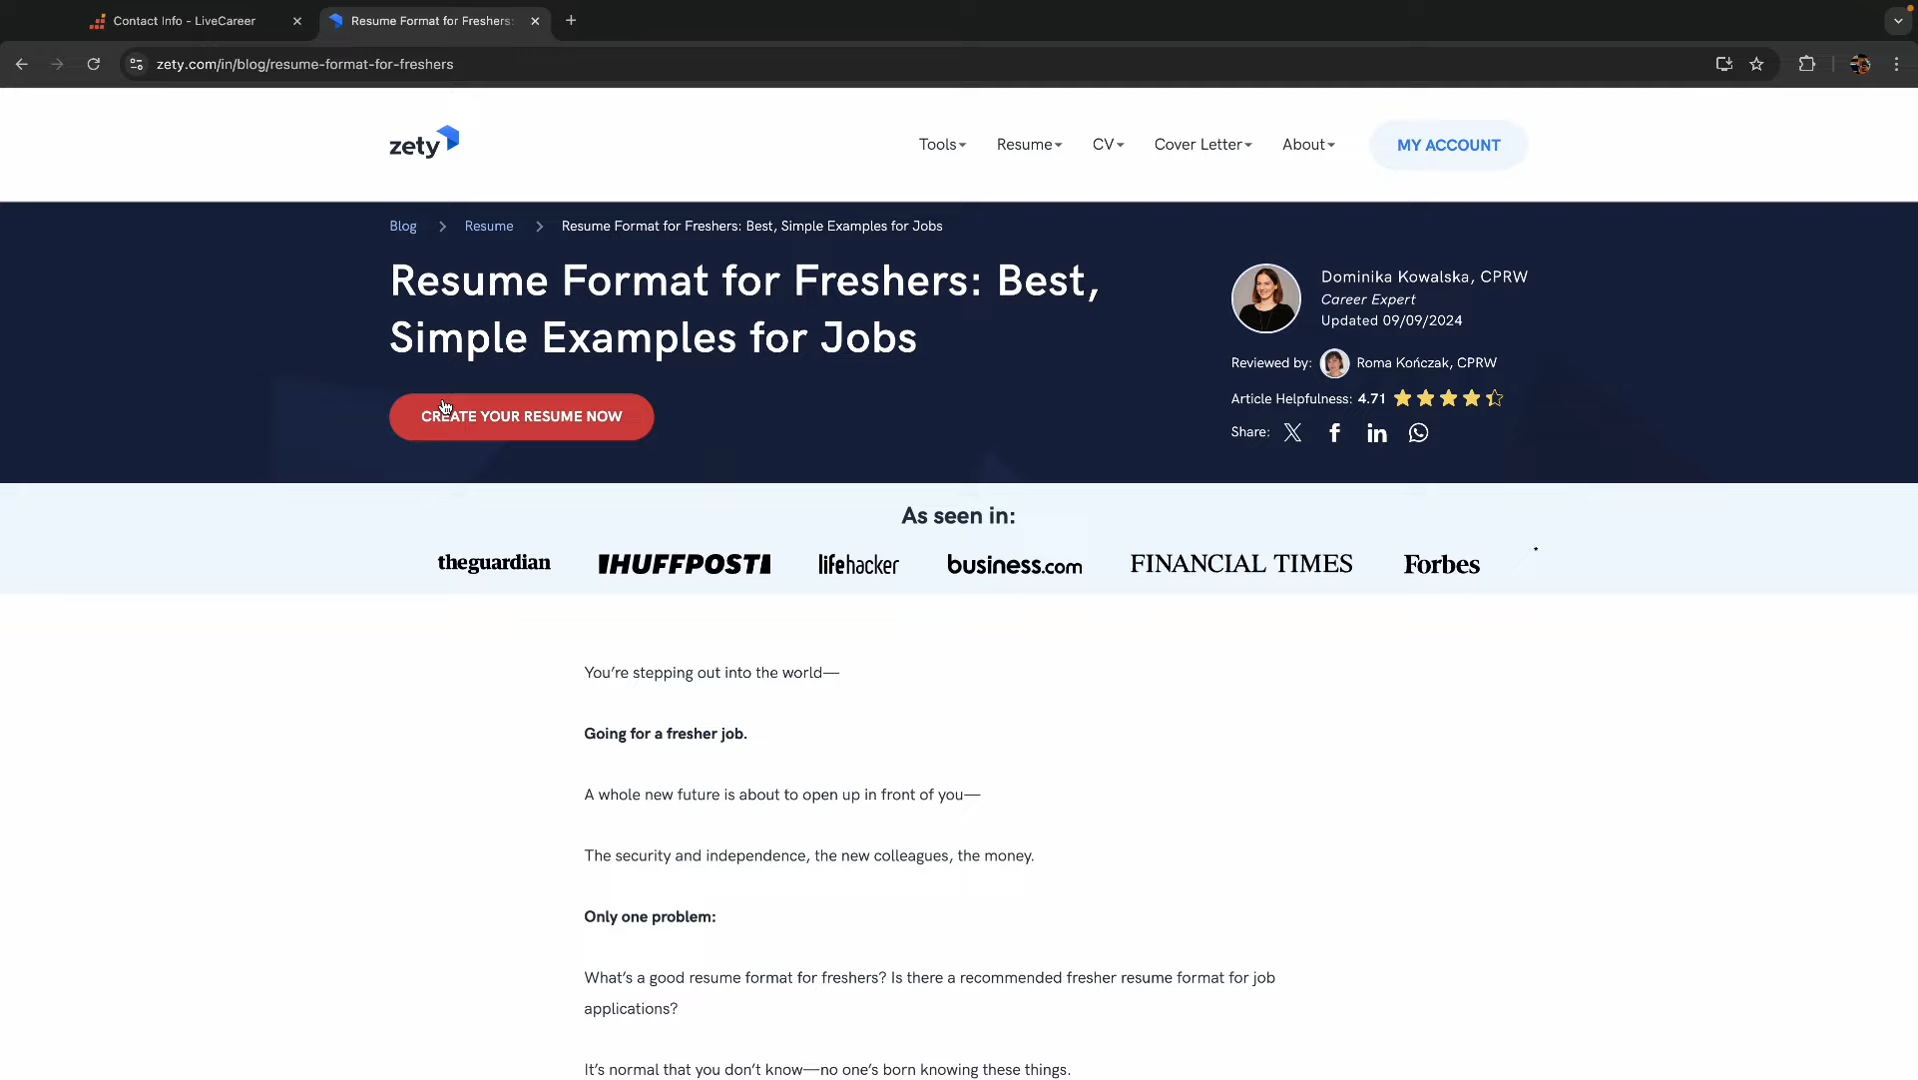 Contact Info - LiveCareer
Resume Format for Freshers:
zety.com/in/blog/resume-format-for-freshers
zety
Tools
Resume
CV
Cover Letter
About
MY ACCOUNT
Blog > Resume > Resume Format for Freshers: Best, Simple Examples for Jobs
Resume Format for Freshers: Best,
Simple Examples for Jobs
CREATE YOUR RESUME NOW
Dominika Kowalska, CPRW
Career Expert
Updated 09/09/2024
Reviewed by: Roma Kończak, CPRW
Article Helpfulness: 4.71
Share:
As seen in:
theguardian
HUFFPOST
lifehacker
business.com
FINANCIAL TIMES
Forbes
You’re stepping out into the world—
Going for a fresher job.
A whole new future is about to open up in front of you—
The security and independence, the new colleagues, the money.
Only one problem:
What’s a good resume format for freshers? Is there a recommended fresher resume format for job
applications?
It’s normal that you don’t know—no one’s born knowing these things.